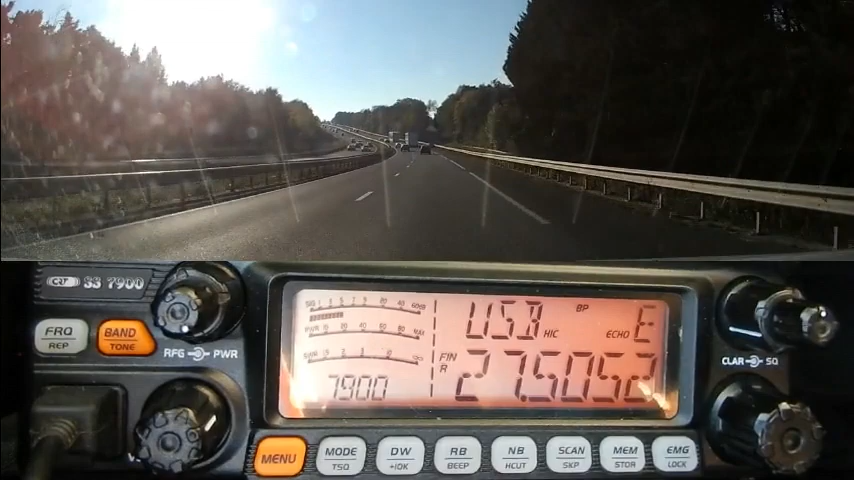 CRT SS 7900
FRQ
REP
BAND
TONE
RFG PWR
USB
HIC
BP
ECHO
E
FIN
R
27.5052
7900
CLAR SQ
MENU
MODE
TSQ
DW
+10K
RB
BEEP
NB
HCUT
SCAN
SKP
MEM
STOR
EMG
LOCK